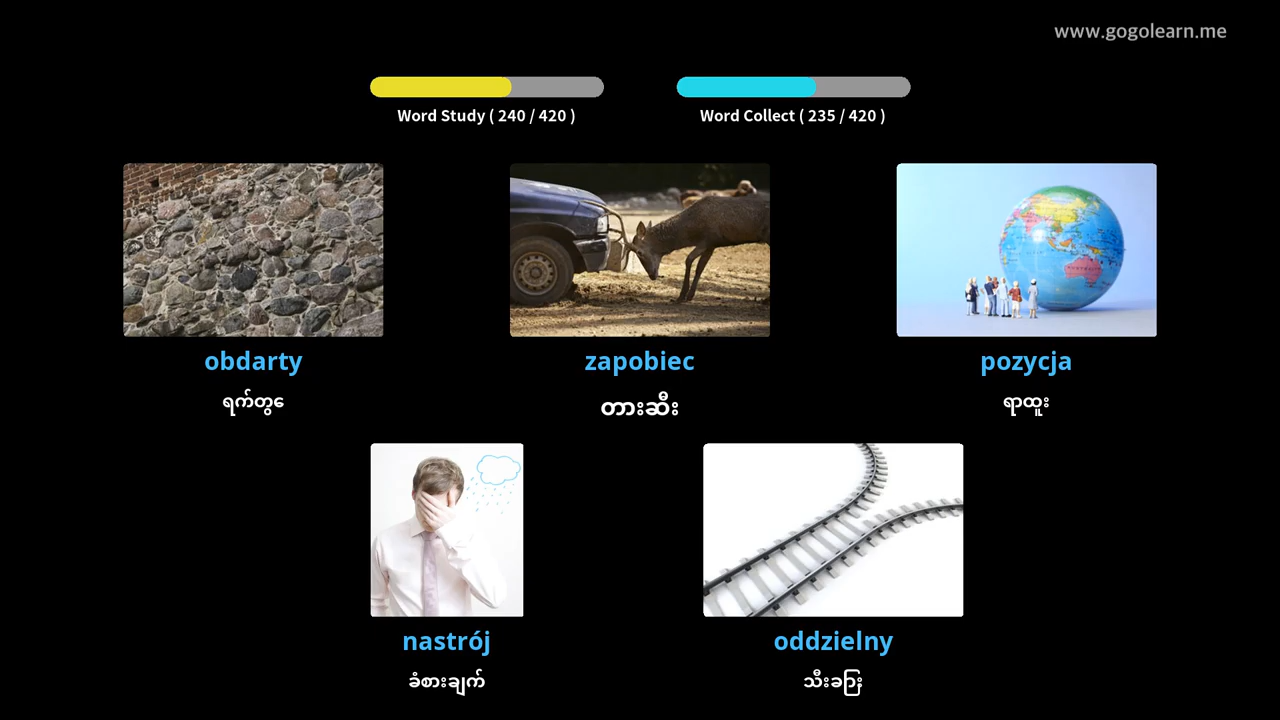 www.gogolearn.me
Word Study ( 240 / 420 )
Word Collect ( 235 / 420 )
obdarty
zapobiec
pozycja
ရက်တွေ
တားဆီး
ရာထူး
nastrój
oddzielny
ခံစားချက်
သီးခြား